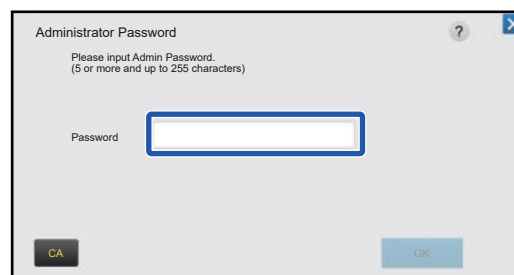 Administrator Password
?
Please input Admin Password.
(5 or more and up to 255 characters)
Password
CA
OK